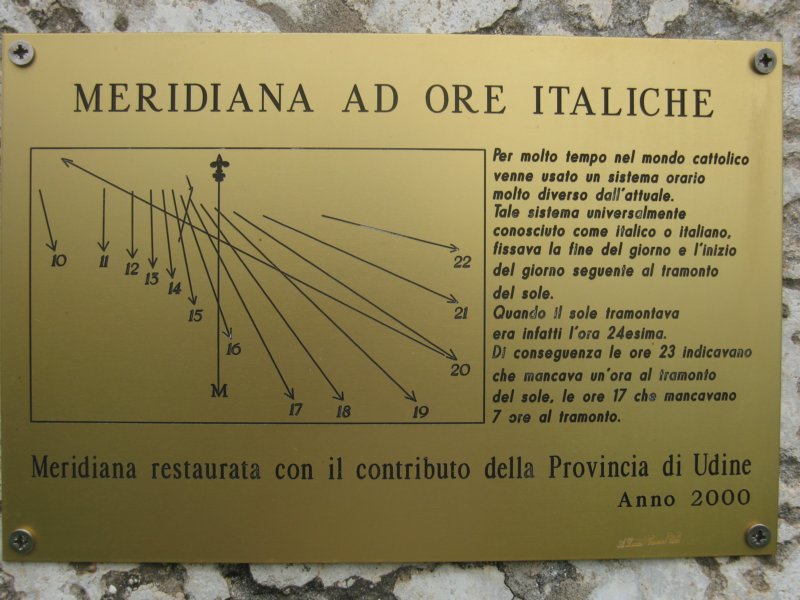 MERIDIANA AD ORE ITALICHE
10
11
12
13
14
15
16
M
17
18
19
20
21
22
Per molto tempo nel mondo cattolico
venne usato un sistema orario
molto diverso dall'attuale.
Tale sistema universalmente
conosciuto come italico o italiano,
fissava la fine del giorno e l'inizio
del giorno seguente al tramonto
del sole.
Quando il sole tramontava
era infatti l'ora 24esima.
Di conseguenza le ore 23 indicavano
che mancava un'ora al tramonto
del sole, le ore 17 che mancavano
7 ore al tramonto.
Meridiana restaurata con il contributo della Provincia di Udine
Anno 2000